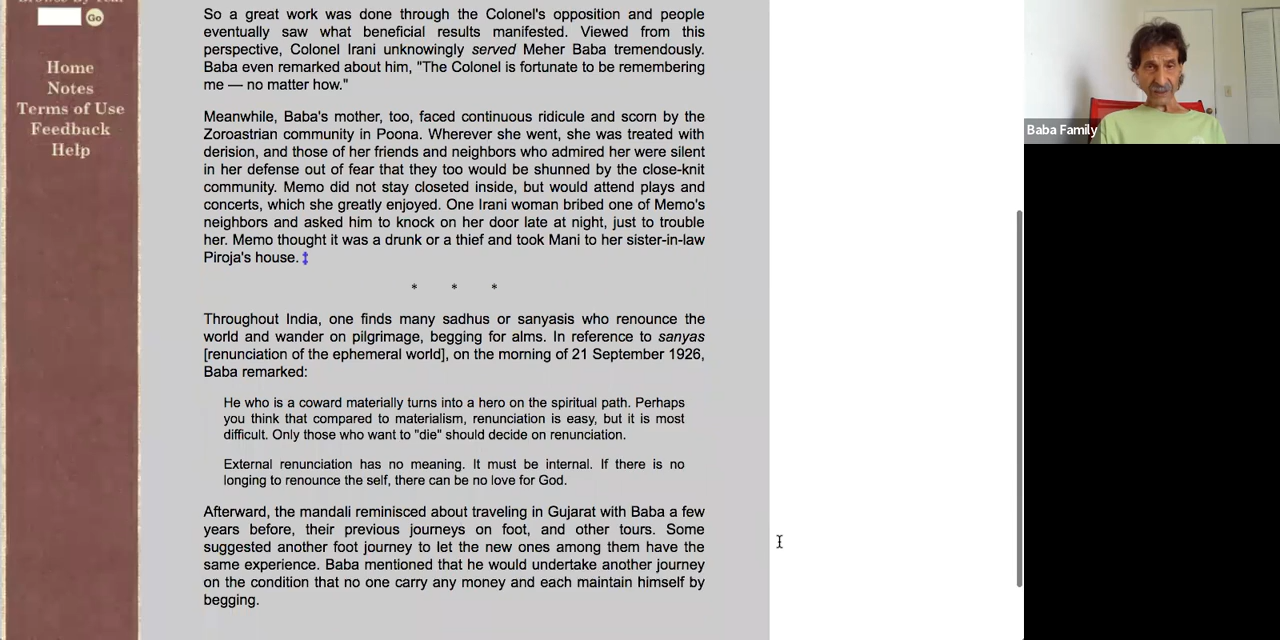 Go
Home
Notes
Terms of Use
Feedback
Help
So a great work was done through the Colonel's opposition and people
eventually saw what beneficial results manifested. Viewed from this
perspective, Colonel Irani unknowingly served Meher Baba tremendously.
Baba even remarked about him, "The Colonel is fortunate to be remembering
me — no matter how."
Meanwhile, Baba's mother, too, faced continuous ridicule and scorn by the
Zoroastrian community in Poona. Wherever she went, she was treated with
derision, and those of her friends and neighbors who admired her were silent
in her defense out of fear that they too would be shunned by the close-knit
community. Memo did not stay closeted inside, but would attend plays and
concerts, which she greatly enjoyed. One Irani woman bribed one of Memo's
neighbors and asked him to knock on her door late at night, just to trouble
her. Memo thought it was a drunk or a thief and took Mani to her sister-in-law
Piroja's house.
* * *
Throughout India, one finds many sadhus or sanyasis who renounce the
world and wander on pilgrimage, begging for alms. In reference to sanyas
[renunciation of the ephemeral world], on the morning of 21 September 1926,
Baba remarked:
He who is a coward materially turns into a hero on the spiritual path. Perhaps
you think that compared to materialism, renunciation is easy, but it is most
difficult. Only those who want to "die" should decide on renunciation.
External renunciation has no meaning. It must be internal. If there is no
longing to renounce the self, there can be no love for God.
Afterward, the mandali reminisced about traveling in Gujarat with Baba a few
years before, their previous journeys on foot, and other tours. Some
suggested another foot journey to let the new ones among them have the
same experience. Baba mentioned that he would undertake another journey
on the condition that no one carry any money and each maintain himself by
begging.
Baba Family